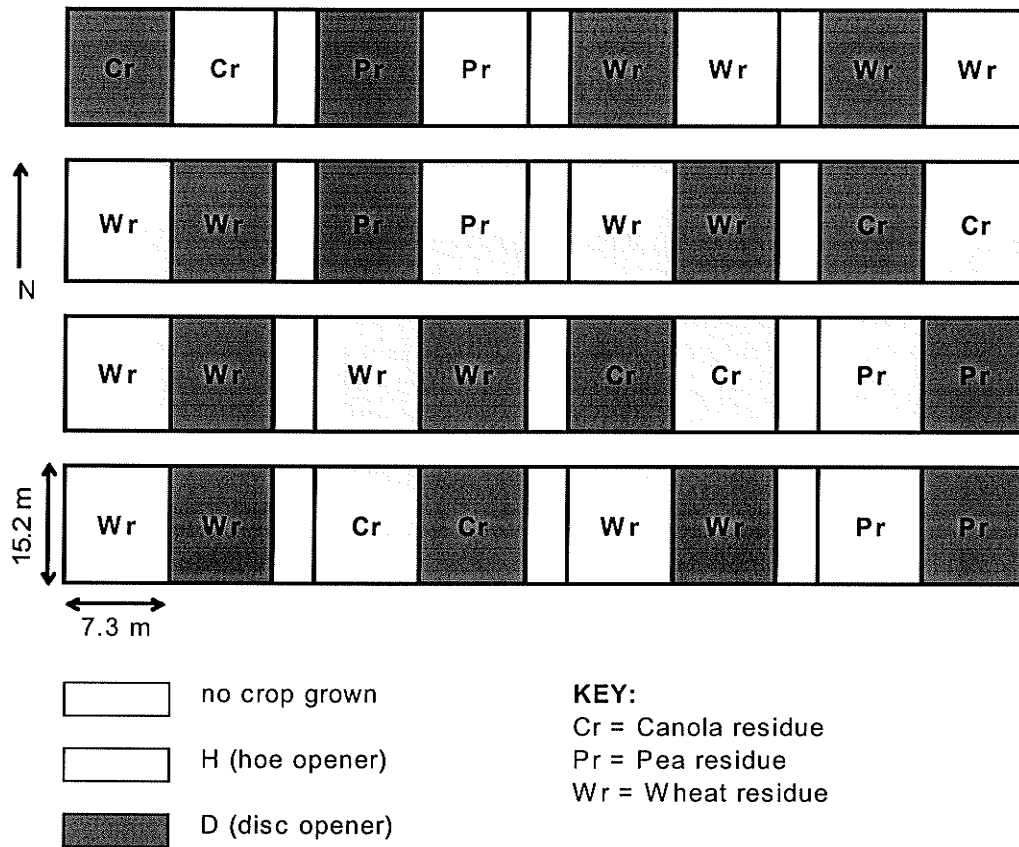 Cr Cr Pr Pr Wr Wr Wr Wr
Wr Wr Pr Pr Wr Wr Cr Cr
N
Wr Wr Wr Wr Cr Cr Pr Pr
Wr Wr Cr Cr Wr Wr Pr Pr
15.2 m
7.3 m
no crop grown
H (hoe opener)
D (disc opener)
KEY:
Cr = Canola residue
Pr = Pea residue
Wr = Wheat residue